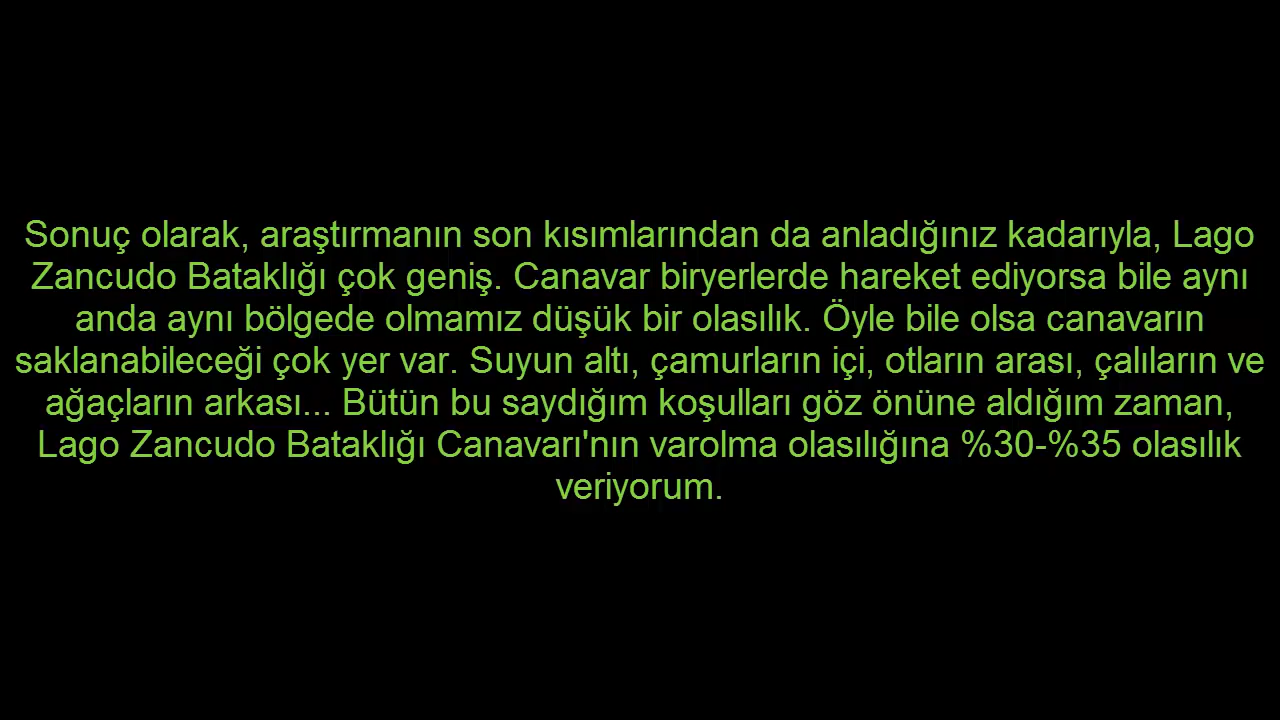 Sonuç olarak, araştırmanın son kısımlarından da anladığınız kadarıyla, Lago
Zancudo Bataklığı çok geniş. Canavar biryerlerde hareket ediyorsa bile aynı
anda aynı bölgede olmamız düşük bir olasılık. Öyle bile olsa canavarın
saklanabileceği çok yer var. Suyun altı, çamurların içi, otların arası, çalıların ve
ağaçların arkası... Bütün bu saydığım koşulları göz önüne aldığım zaman,
Lago Zancudo Bataklığı Canavarı'nın varolma olasılığına %30-%35 olasılık
veriyorum.